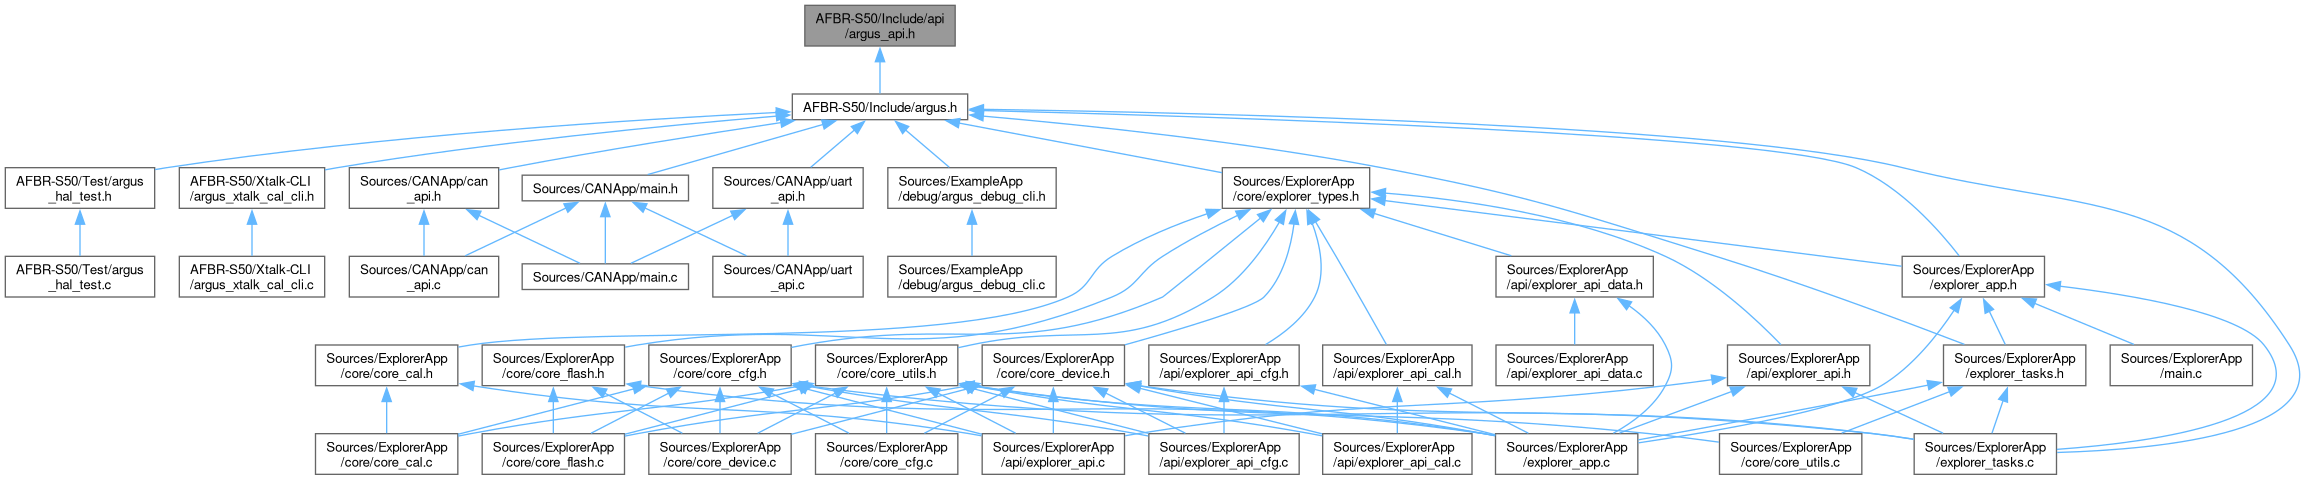 AFBR-S50/Include/api
/argus_api.h
AFBR-S50/Include/argus.h
AFBR-S50/Test/argus
_hal_test.h
AFBR-S50/Xtalk-CLI
/argus_xtalk_cal_cli.h
Sources/CANApp/can
_api.h
Sources/CANApp/main.h
Sources/CANApp/uart
_api.h
Sources/ExampleApp
/debug/argus_debug_cli.h
Sources/ExplorerApp
/core/explorer_types.h
AFBR-S50/Test/argus
_hal_test.c
AFBR-S50/Xtalk-CLI
/argus_xtalk_cal_cli.c
Sources/CANApp/can
_api.c
Sources/CANApp/main.c
Sources/CANApp/uart
_api.c
Sources/ExampleApp
/debug/argus_debug_cli.c
Sources/ExplorerApp
/api/explorer_api_data.h
Sources/ExplorerApp
/explorer_app.h
Sources/ExplorerApp
/core/core_cal.h
Sources/ExplorerApp
/core/core_flash.h
Sources/ExplorerApp
/core/core_cfg.h
Sources/ExplorerApp
/core/core_utils.h
Sources/ExplorerApp
/core/core_device.h
Sources/ExplorerApp
/api/explorer_api_cfg.h
Sources/ExplorerApp
/api/explorer_api_cal.h
Sources/ExplorerApp
/api/explorer_api_data.c
Sources/ExplorerApp
/api/explorer_api.h
Sources/ExplorerApp
/explorer_tasks.h
Sources/ExplorerApp
/main.c
Sources/ExplorerApp
/core/core_cal.c
Sources/ExplorerApp
/core/core_flash.c
Sources/ExplorerApp
/core/core_device.c
Sources/ExplorerApp
/core/core_cfg.c
Sources/ExplorerApp
/api/explorer_api.c
Sources/ExplorerApp
/api/explorer_api_cfg.c
Sources/ExplorerApp
/api/explorer_api_cal.c
Sources/ExplorerApp
/explorer_app.c
Sources/ExplorerApp
/core/core_utils.c
Sources/ExplorerApp
/explorer_tasks.c